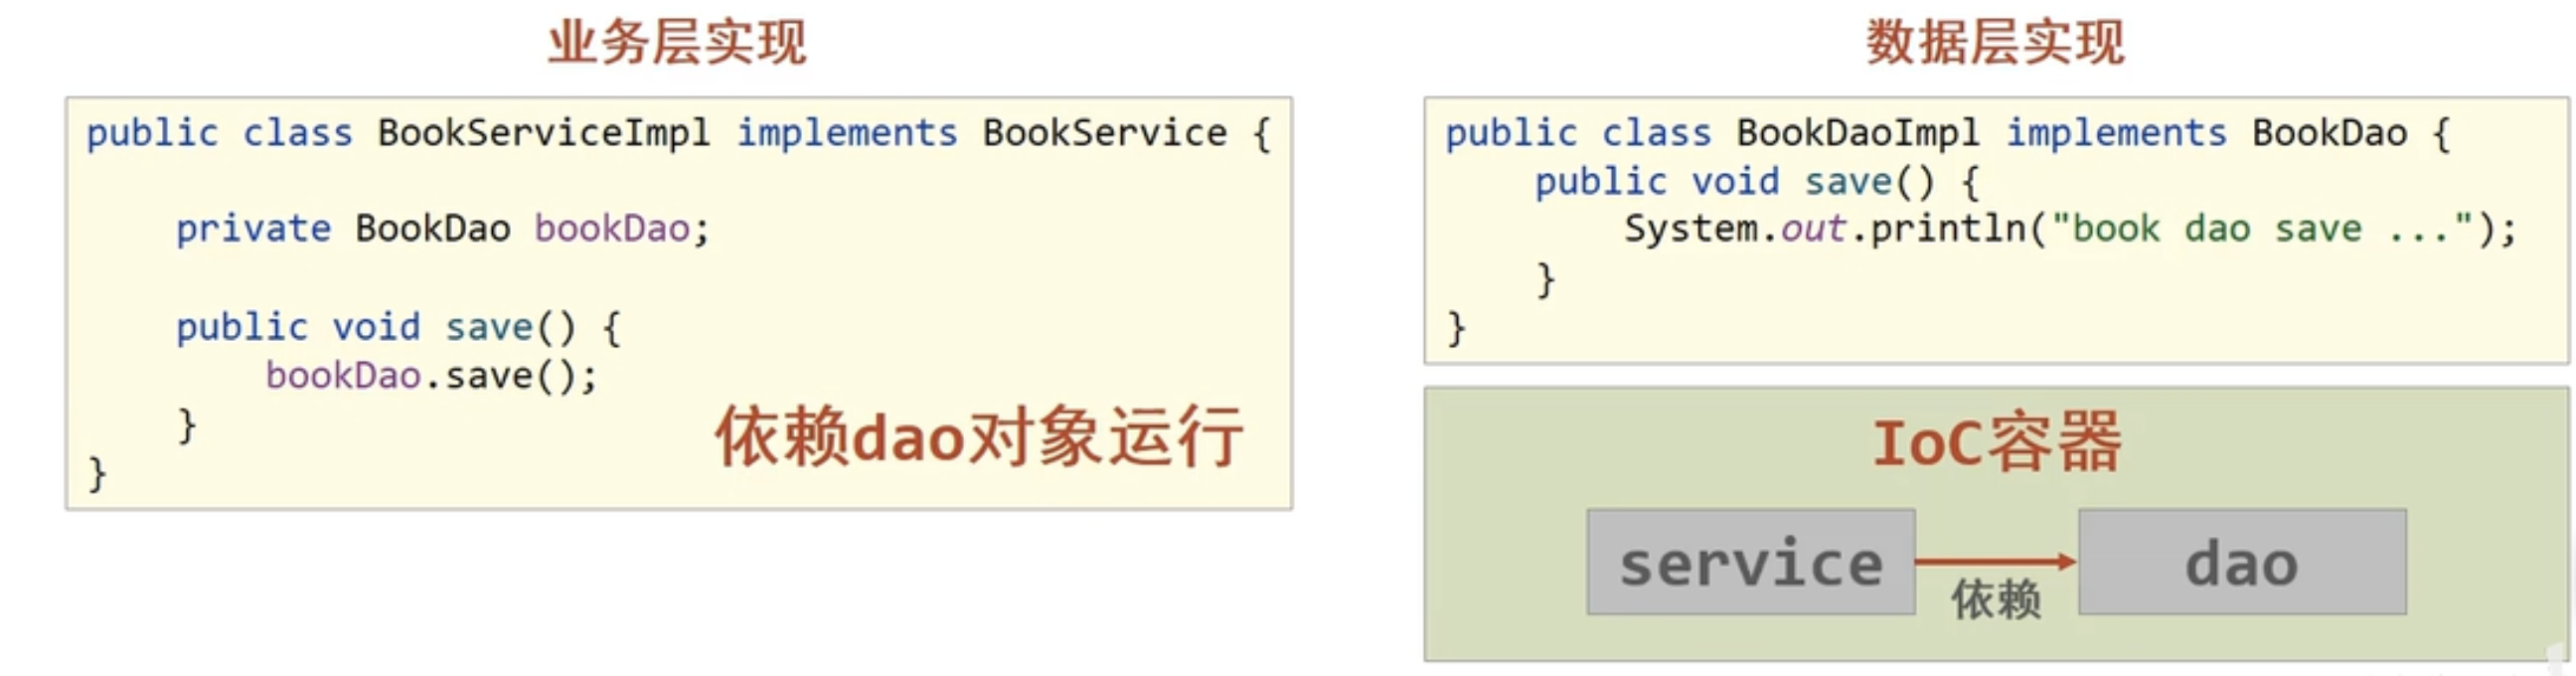 业务层实现
public class BookServiceImpl implements BookService {
private BookDao bookDao;
public void save() {
bookDao.save();
}
}
依赖dao对象运行
数据层实现
public class BookDaoImpl implements BookDao {
public void save() {
System.out.println("book dao save ...");
}
}
IoC容器
service
依赖
dao